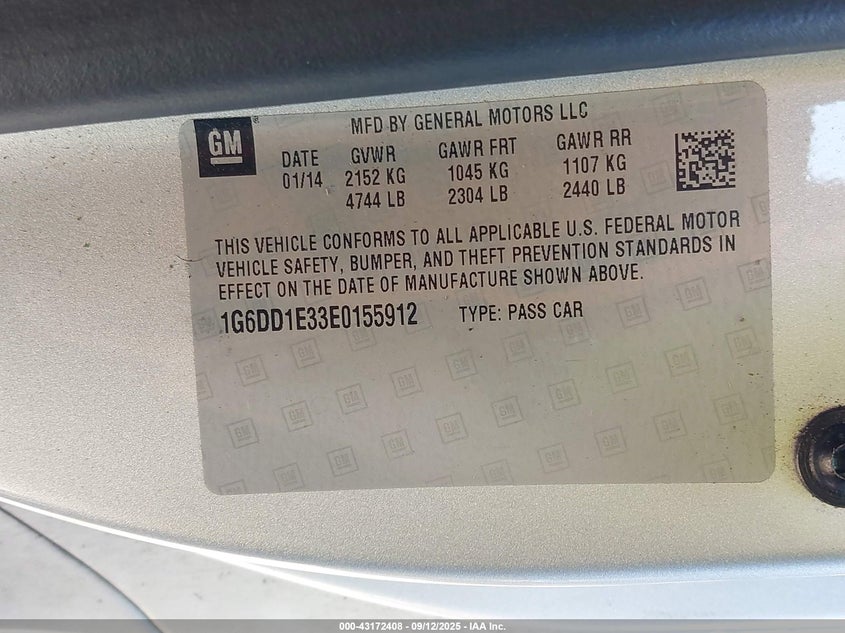 GM
MFD BY GENERAL MOTORS LLC
DATE GVWR GAWR FRT GAWR RR
01/14 2152 KG 1045 KG 1107 KG
4744 LB 2304 LB 2440 LB
THIS VEHICLE CONFORMS TO ALL APPLICABLE U.S. FEDERAL MOTOR
VEHICLE SAFETY, BUMPER, AND THEFT PREVENTION STANDARDS IN
EFFECT ON THE DATE OF MANUFACTURE SHOWN ABOVE.
1G6DD1E33E0155912 TYPE: PASS CAR
000-43172408 - 09/12/2025 - IAA Inc.